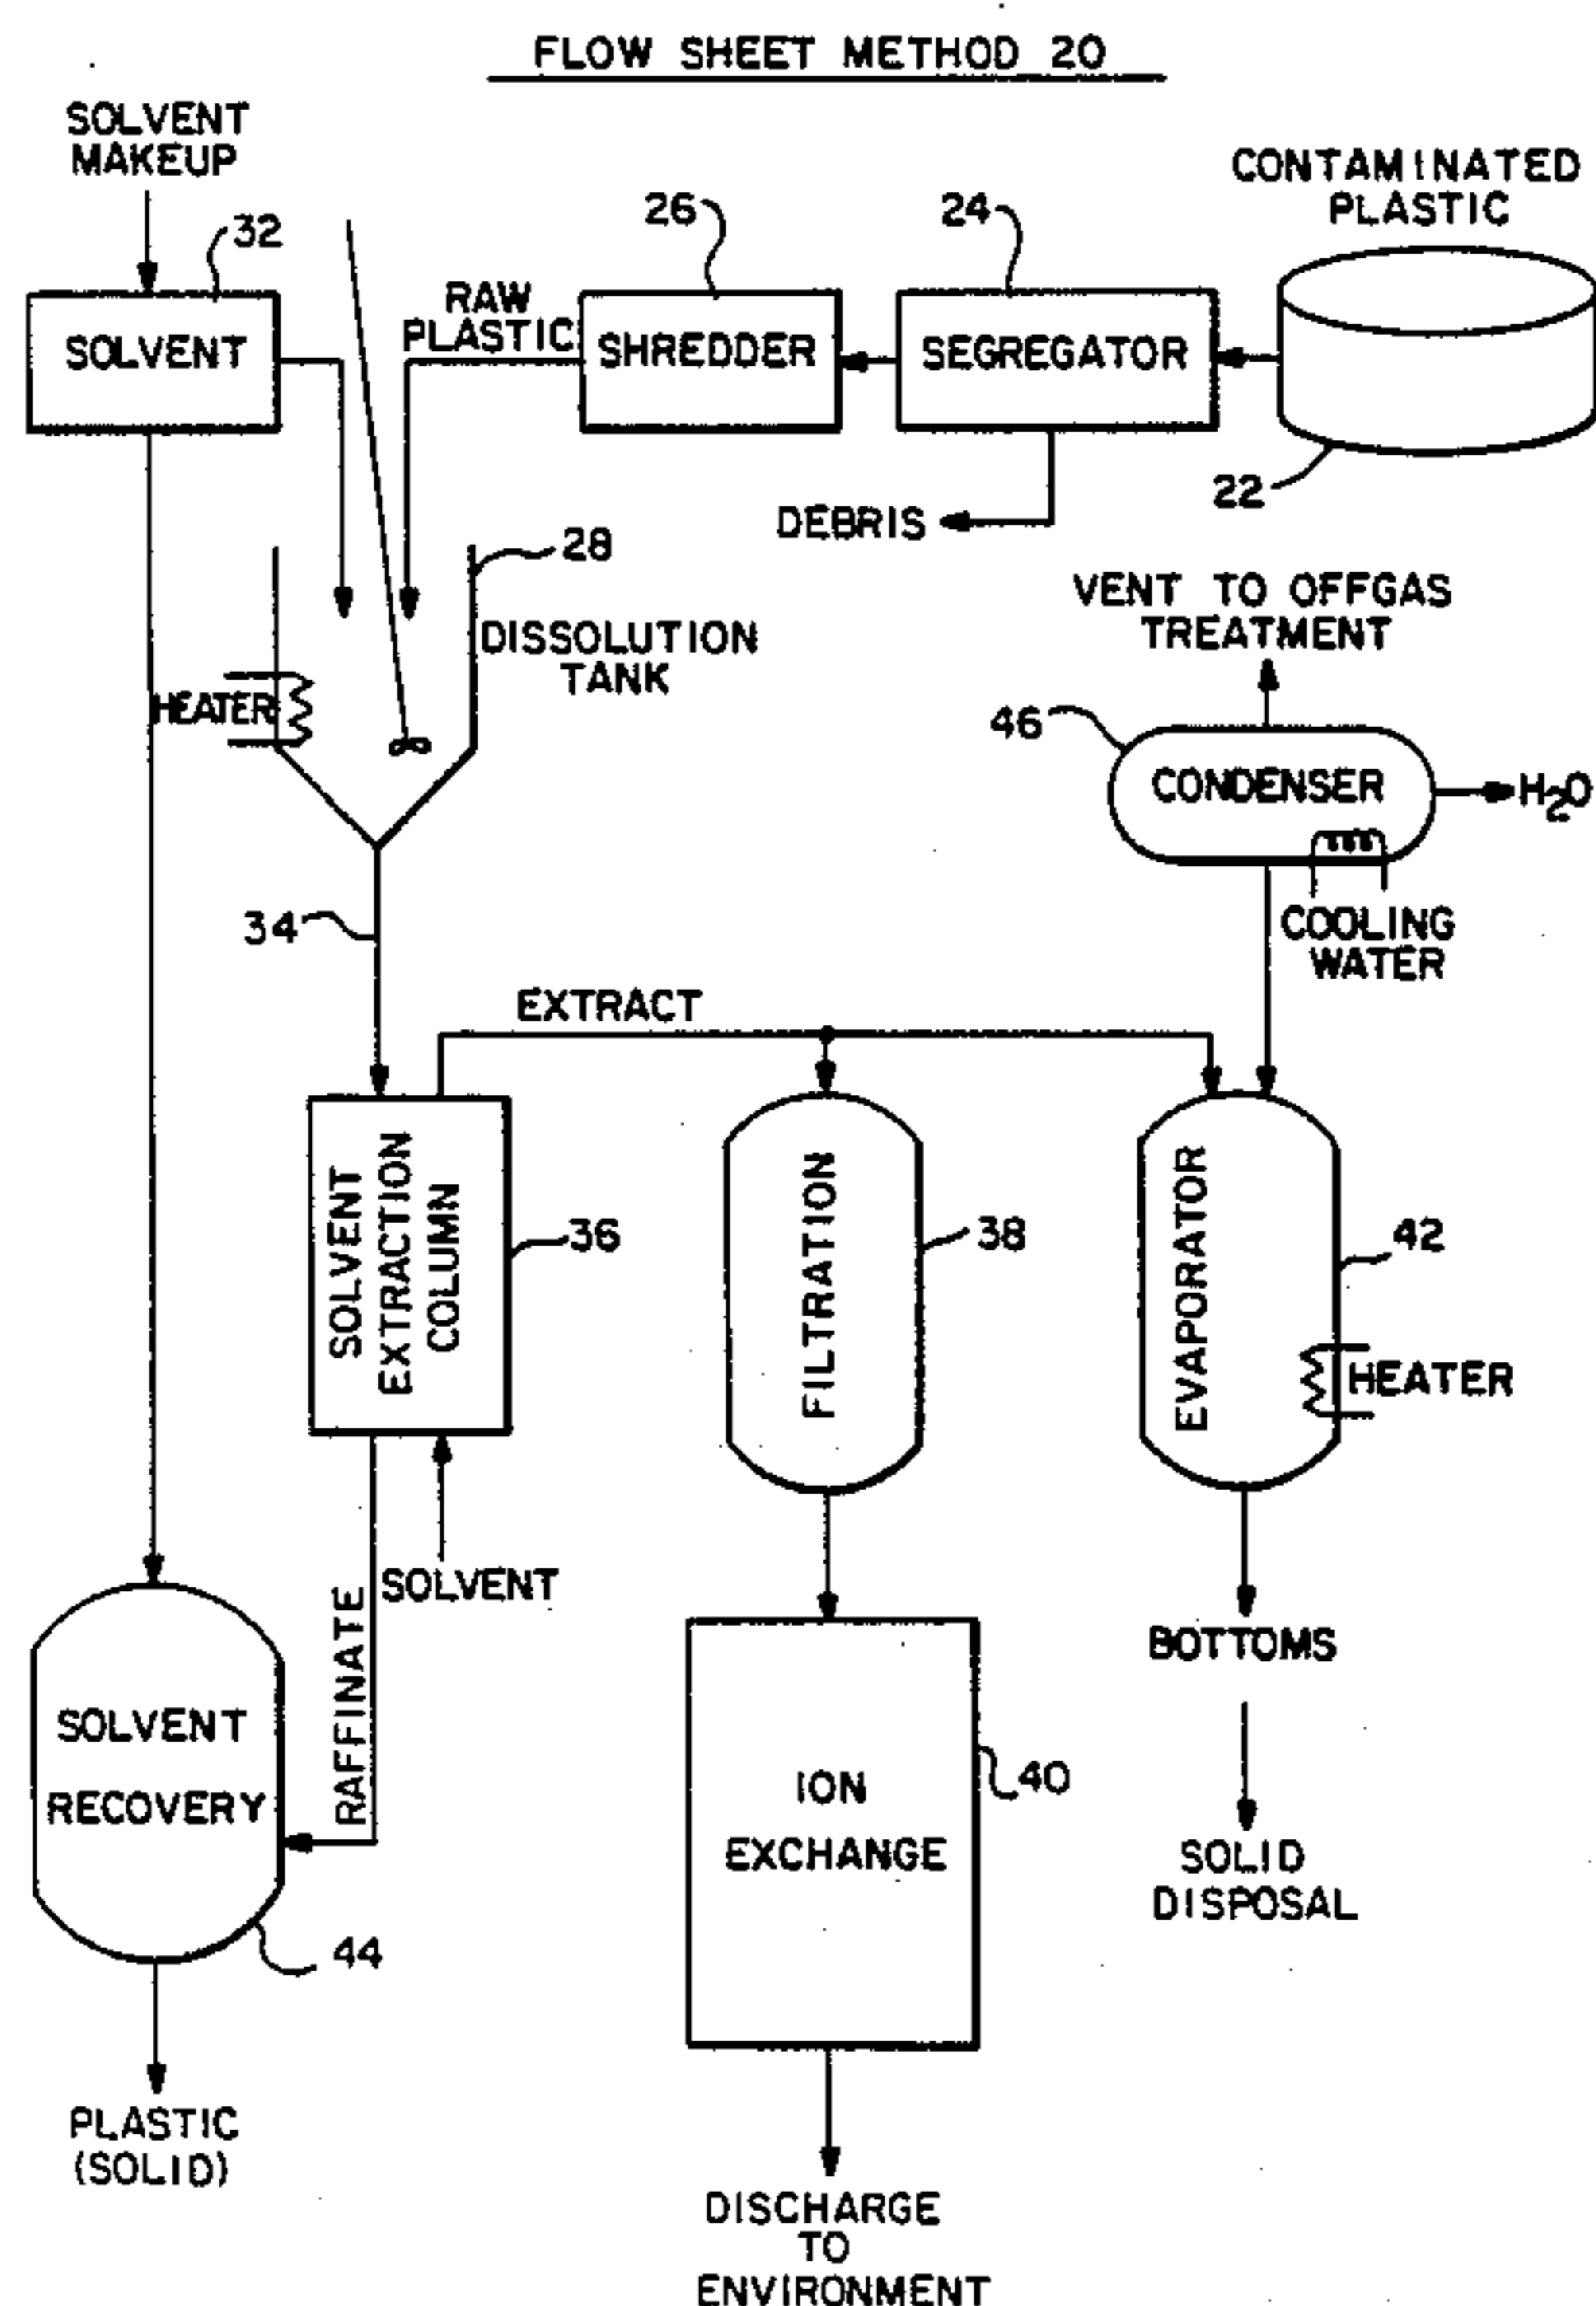 FLOW SHEET METHOD 20
SOLVENT
MAKEUP
32
SOLVENT
RAW
PLASTIC
26
SHREDDER
24
SEGREGATOR
CONTAMINATED
PLASTIC
22
DEBRIS
28
DISSOLUTION
TANK
HEATER
VENT TO OFFGAS
TREATMENT
46
CONDENSER
H2O
COOLING
WATER
34
EXTRACT
SOLVENT
EXTRACTION
COLUMN
36
FILTRATION
38
EVAPORATOR
42
HEATER
SOLVENT
RAFFINATE
BOTTOMS
SOLID
DISPOSAL
SOLVENT
RECOVERY
44
ION
EXCHANGE
40
PLASTIC
(SOLID)
DISCHARGE
TO
ENVIRONMENT